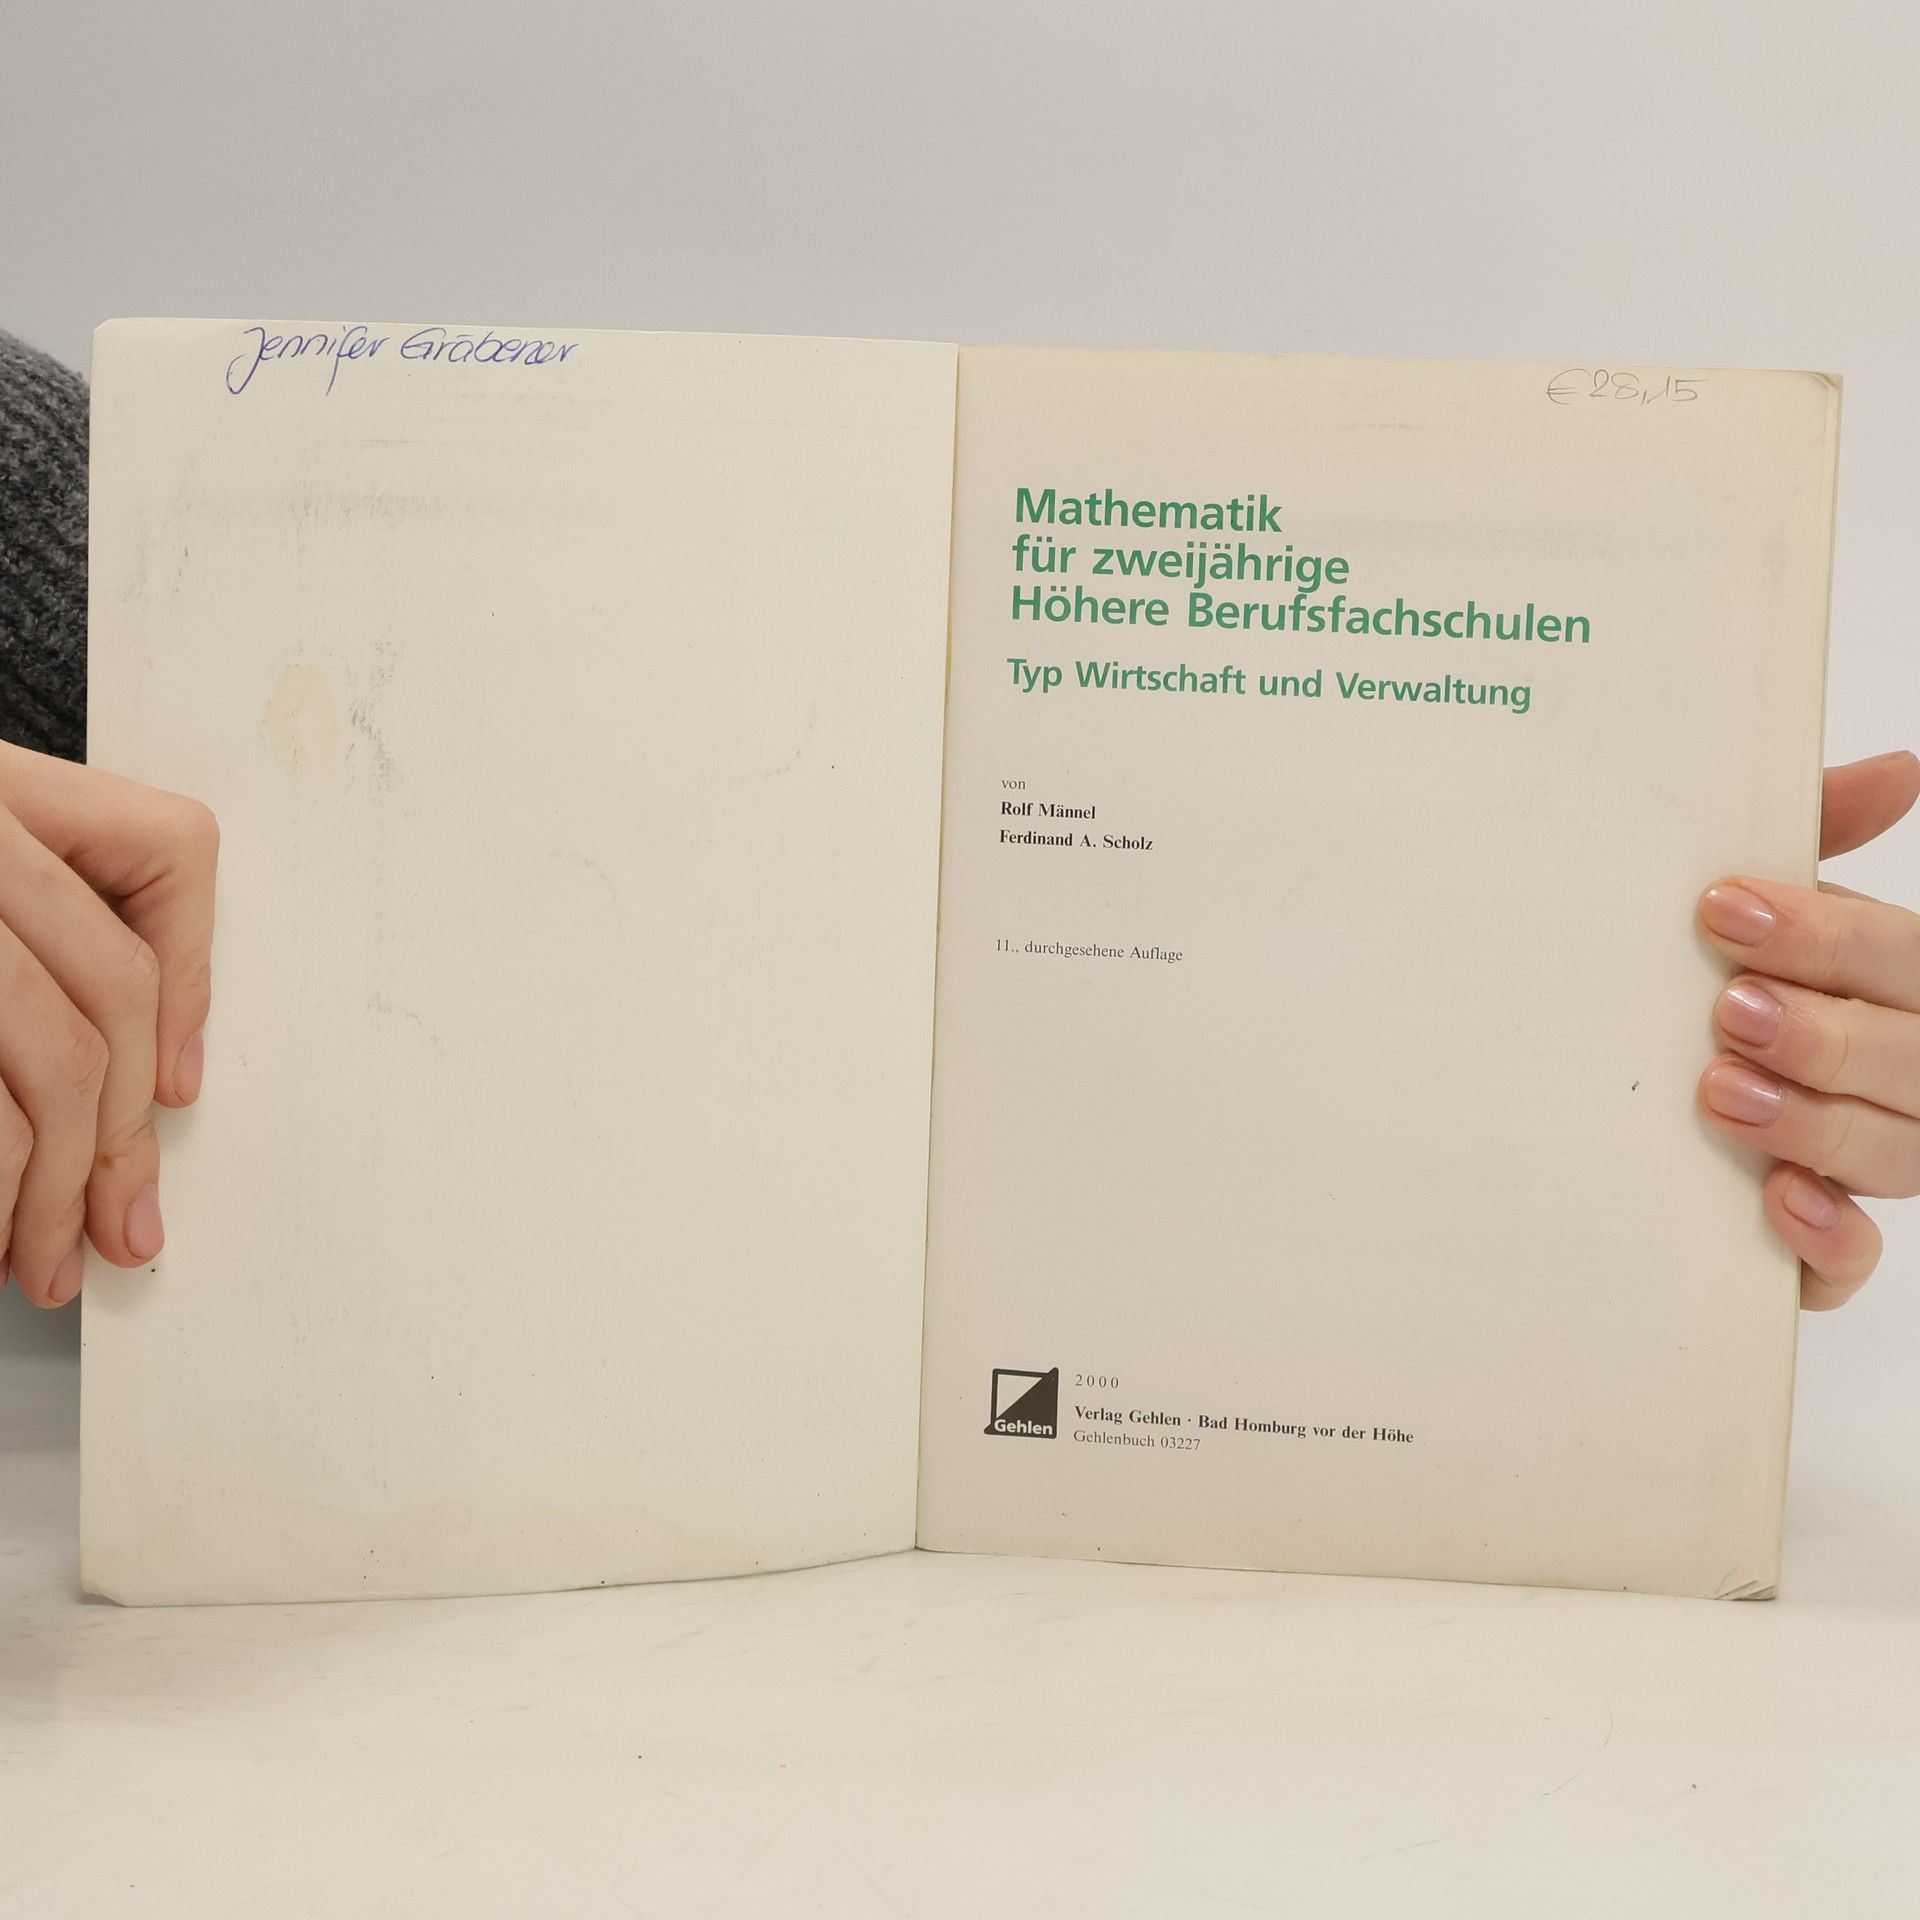 Jennifer Gräbener
€28,15
Mathematik
für zweijährige
Höhere Berufsfachschulen
Typ Wirtschaft und Verwaltung
von
Rolf Männel
Ferdinand A. Scholz
11., durchgesehene Auflage
Gehlen
2000
Verlag Gehlen · Bad Homburg vor der Höhe
Gehlenbuch 03227